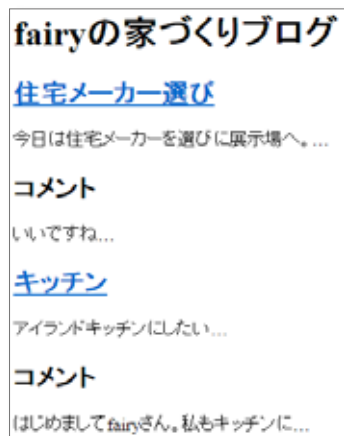 fairyの家づくりブログ
住宅メーカー選び
今日は住宅メーカーを選びに展示場へ。...
コメント
いいですね...
キッチン
アイランドキッチンにしたい...
コメント
はじめましてfairyさん。私もキッチンに...